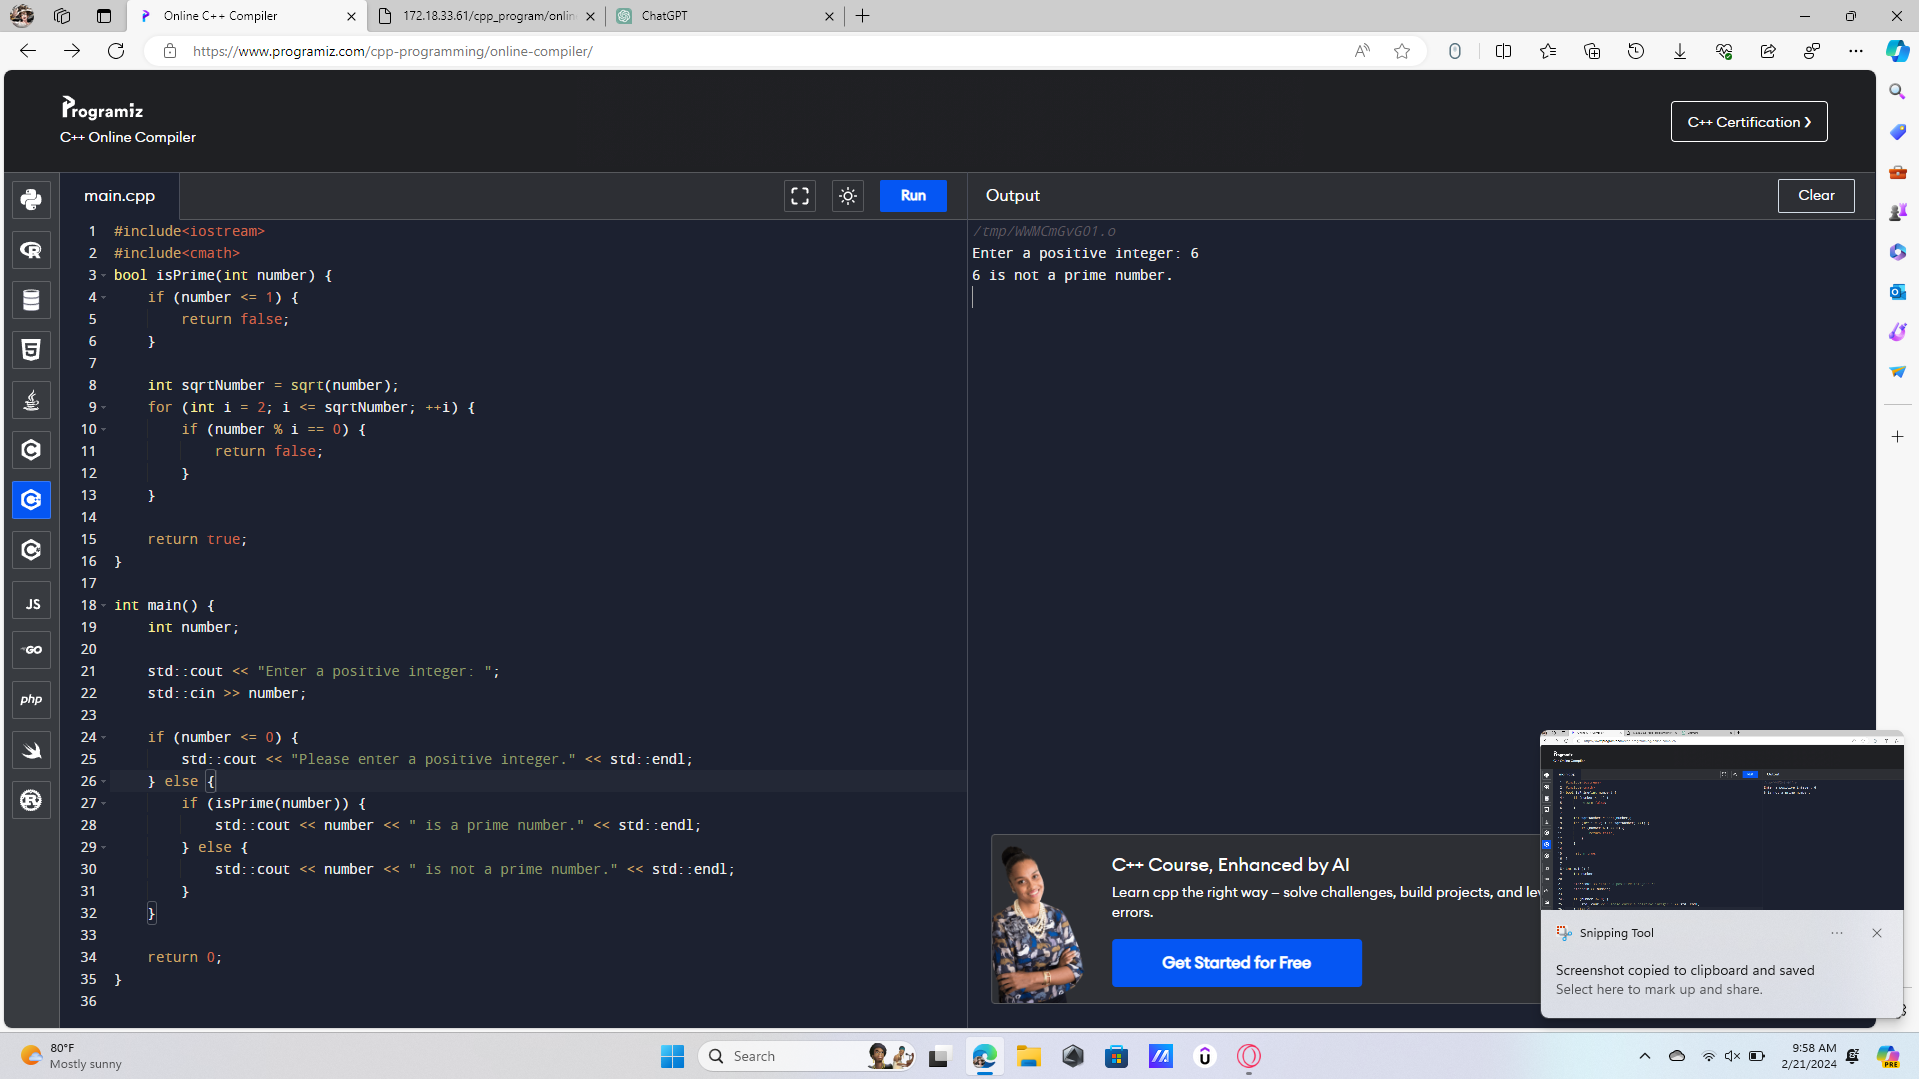 Online C++ Compiler
172.18.33.61/cpp_program/onlin
ChatGPT
https://www.programiz.com/cpp-programming/online-compiler/
Programiz
C++ Online Compiler
C++ Certification ❯
main.cpp
Run
Output
Clear
1 #include<iostream>
2 #include<cmath>
3 bool isPrime(int number) {
4     if (number <= 1) {
5         return false;
6     }
7
8     int sqrtNumber = sqrt(number);
9     for (int i = 2; i <= sqrtNumber; ++i) {
10         if (number % i == 0) {
11             return false;
12         }
13     }
14
15     return true;
16 }
17
18 int main() {
19     int number;
20
21     std::cout << "Enter a positive integer: ";
22     std::cin >> number;
23
24     if (number <= 0) {
25         std::cout << "Please enter a positive integer." << std::endl;
26     } else {
27         if (isPrime(number)) {
28             std::cout << number << " is a prime number." << std::endl;
29         } else {
30             std::cout << number << " is not a prime number." << std::endl;
31         }
32     }
33
34     return 0;
35 }
36
JS
GO
php
/tmp/WWMCmGvGO1.o
Enter a positive integer: 6
6 is not a prime number.
C++ Course, Enhanced by AI
Learn cpp the right way – solve challenges, build projects, and le
errors.
Get Started for Free
Snipping Tool
Screenshot copied to clipboard and saved
Select here to mark up and share.
80°F
Mostly sunny
Search
9:58 AM
2/21/2024
PRE